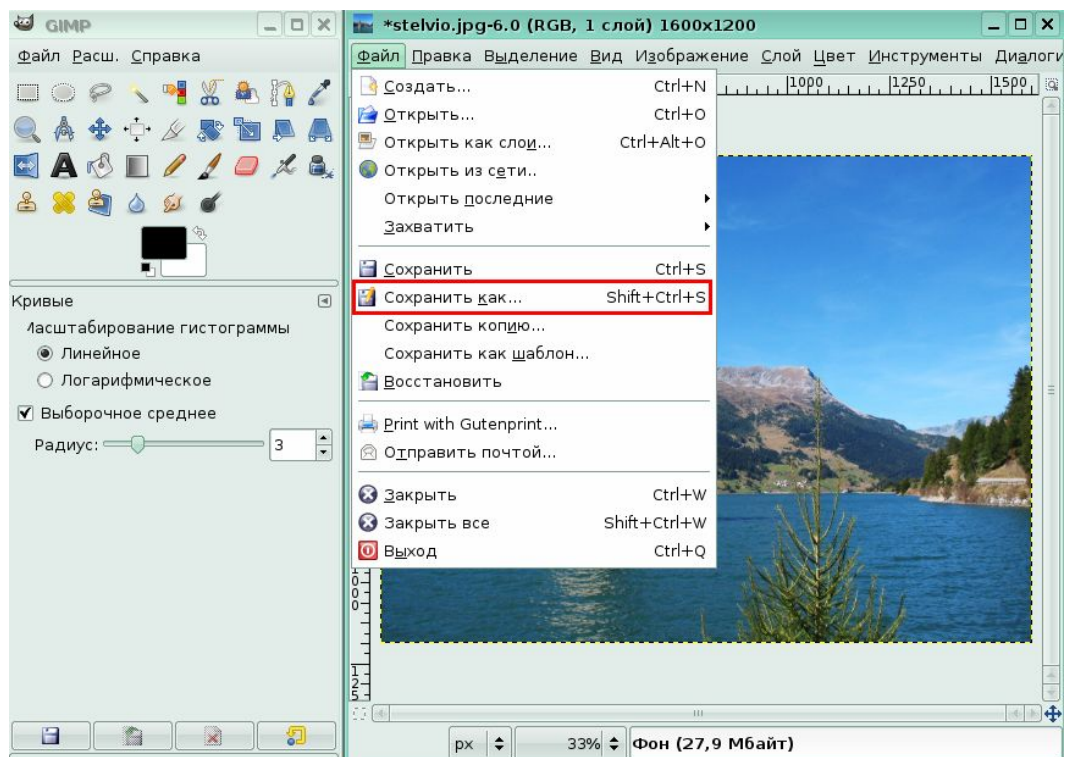 GIMP
Файл Расш. Справка
Кривые
Масштабирование гистограммы
Линейное
Логарифмическое
Выборочное среднее
Радиус: 3
*stelvio.jpg-6.0 (RGB, 1 слой) 1600x1200
Файл Правка Выделение Вид Изображение Слой Цвет Инструменты Диалоги
1000 1250 1500
Создать... Ctrl+N
Открыть... Ctrl+O
Открыть как слои... Ctrl+Alt+O
Открыть из сети..
Открыть последние
Захватить
Сохранить Ctrl+S
Сохранить как... Shift+Ctrl+S
Сохранить копию...
Сохранить как шаблон...
Восстановить
Print with Gutenprint...
Отправить почтой...
Закрыть Ctrl+W
Закрыть все Shift+Ctrl+W
Выход Ctrl+Q
px 33% Фон (27,9 Мбайт)